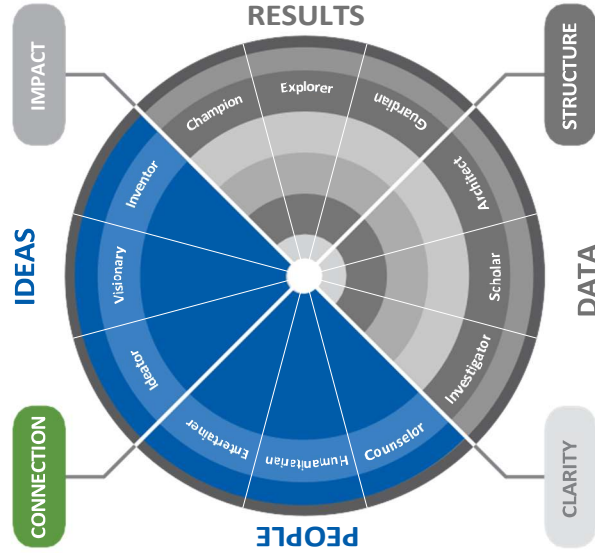 RESULTS
IMPACT
STRUCTURE
Champion
Explorer
Guardian
Inventor
Architect
IDEAS
Visionary
Scholar
DATA
Ideator
Investigator
Entertainer
Humanitarian
Counselor
CONNECTION
CLARITY
PEOPLE